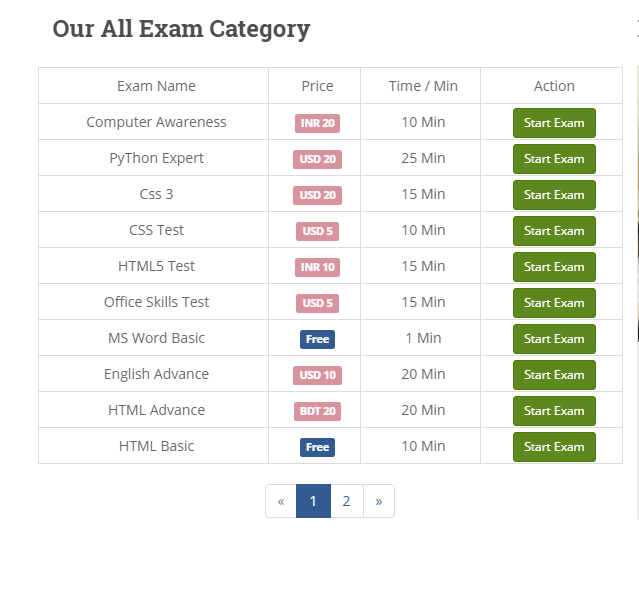 Our All Exam Category
Exam Name Price Time / Min Action
Computer Awareness INR 20 10 Min Start Exam
PyThon Expert USD 20 25 Min Start Exam
Css 3 USD 20 15 Min Start Exam
CSS Test USD 5 10 Min Start Exam
HTML5 Test INR 10 15 Min Start Exam
Office Skills Test USD 5 15 Min Start Exam
MS Word Basic Free 1 Min Start Exam
English Advance USD 10 20 Min Start Exam
HTML Advance BDT 20 20 Min Start Exam
HTML Basic Free 10 Min Start Exam
« 1 2 »